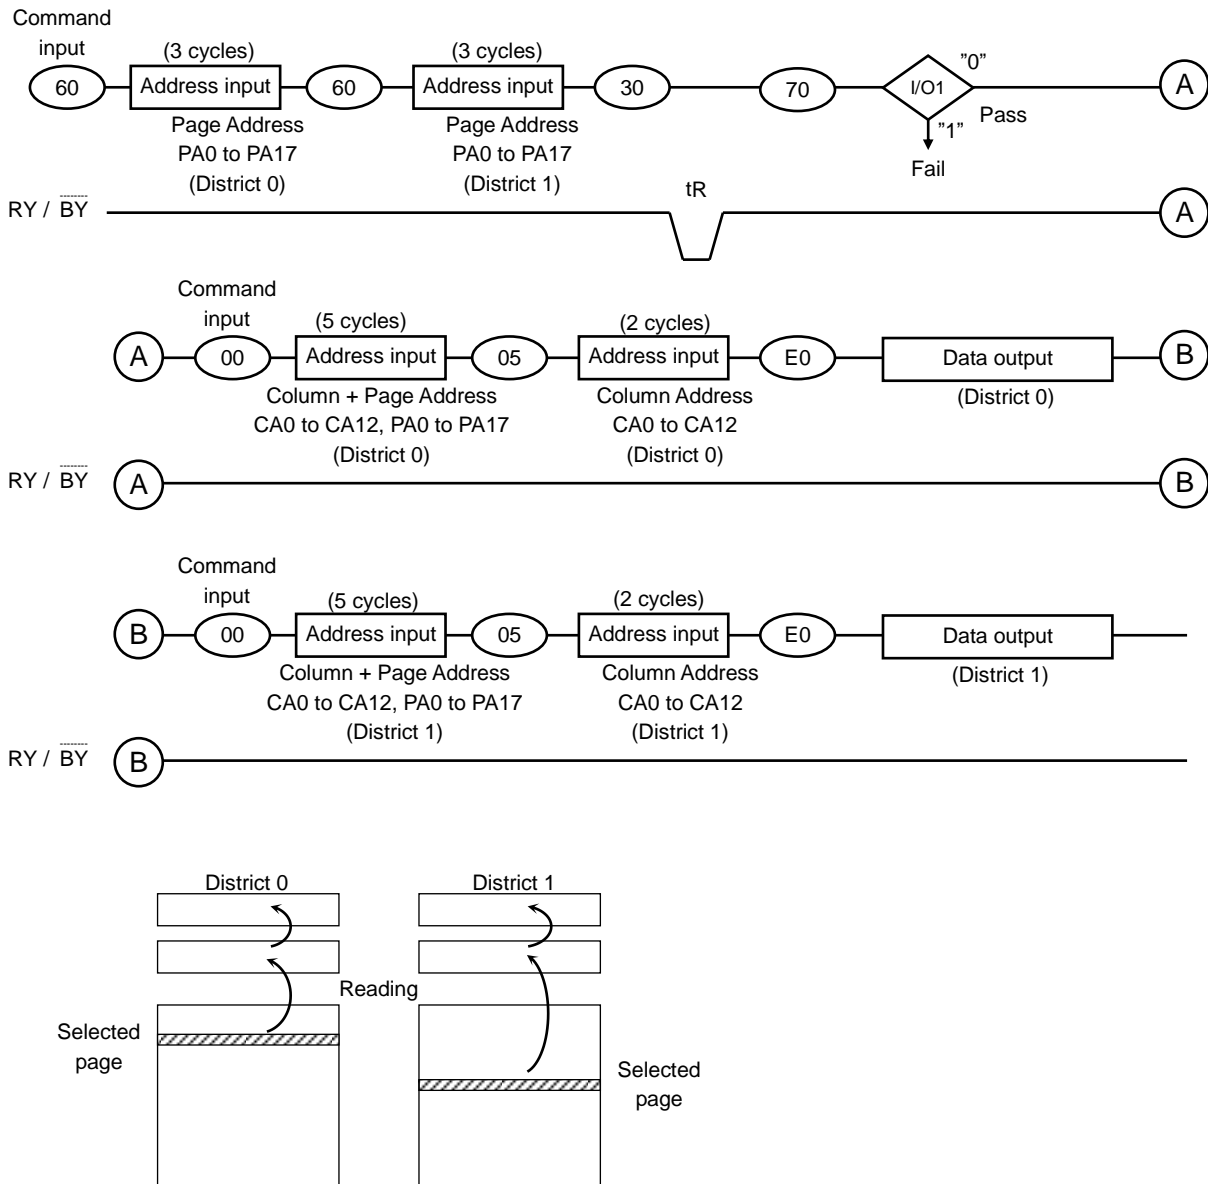 Command
input
(3 cycles)
(3 cycles)
60
Address input
60
Address input
30
70
I/O1
”0”
A
Page Address
PA0 to PA17
(District 0)
Page Address
PA0 to PA17
(District 1)
Pass
”1”
Fail
tR
RY / BY
A
Command
input
(5 cycles)
(2 cycles)
A
00
Address input
05
Address input
E0
Data output
B
Column + Page Address
CA0 to CA12, PA0 to PA17
(District 0)
Column Address
CA0 to CA12
(District 0)
(District 0)
RY / BY
A
B
Command
input
(5 cycles)
(2 cycles)
B
00
Address input
05
Address input
E0
Data output
Column + Page Address
CA0 to CA12, PA0 to PA17
(District 1)
Column Address
CA0 to CA12
(District 1)
(District 1)
RY / BY
B
District 0
District 1
Reading
Selected
page
Selected
page